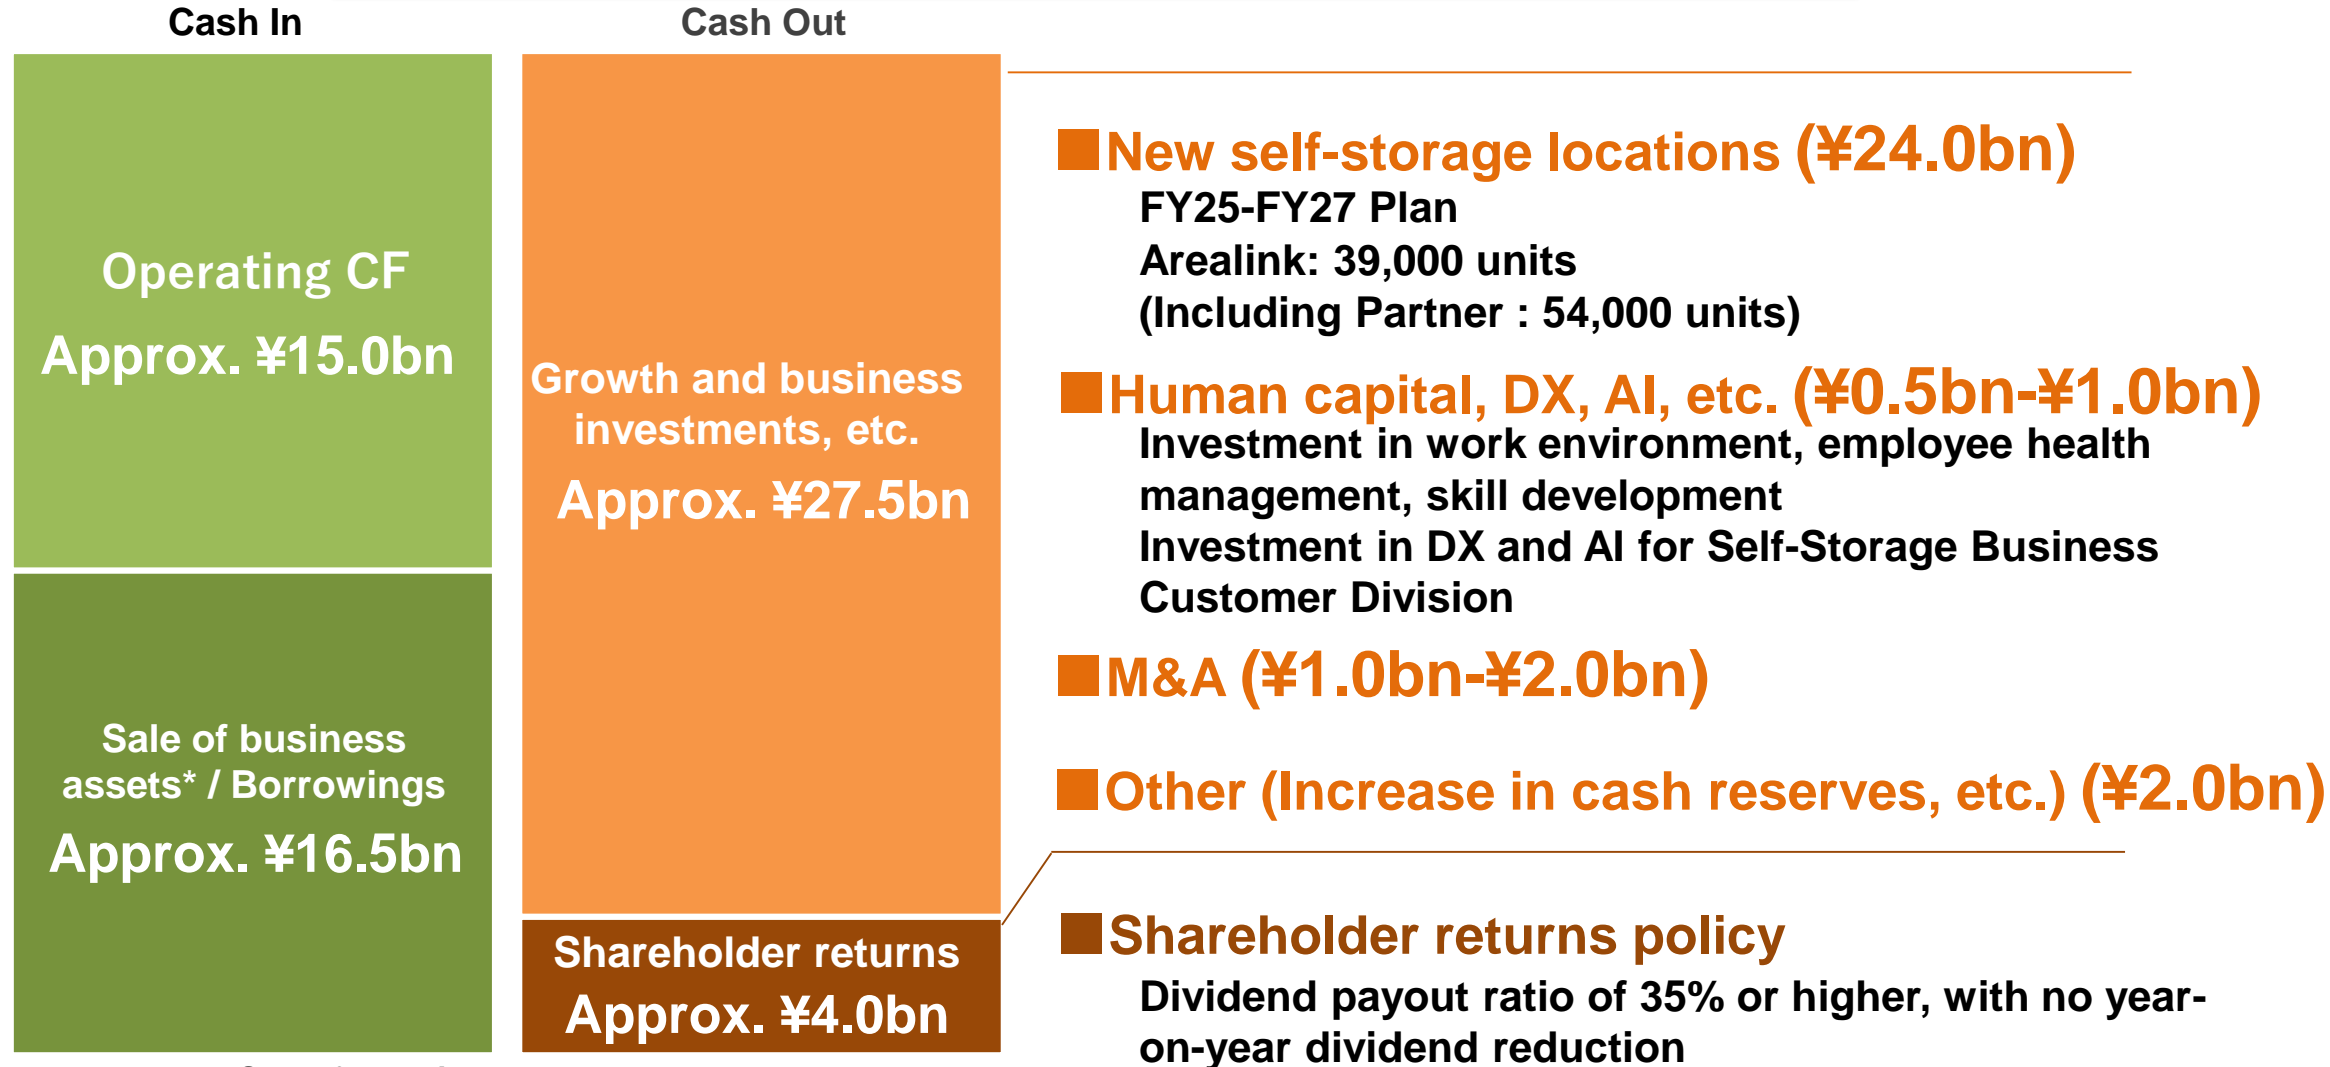 Cash In
Cash Out
Operating CF
Approx. ¥15.0bn
Sale of business
assets* / Borrowings
Approx. ¥16.5bn
Growth and business
investments, etc.
Approx. ¥27.5bn
Shareholder returns
Approx. ¥4.0bn
■New self-storage locations (¥24.0bn)
FY25-FY27 Plan
Arealink: 39,000 units
(Including Partner : 54,000 units)
■Human capital, DX, AI, etc. (¥0.5bn-¥1.0bn)
Investment in work environment, employee health
management, skill development
Investment in DX and AI for Self-Storage Business
Customer Division
■M&A (¥1.0bn-¥2.0bn)
■Other (Increase in cash reserves, etc.) (¥2.0bn)
■Shareholder returns policy
Dividend payout ratio of 35% or higher, with no year-
on-year dividend reduction